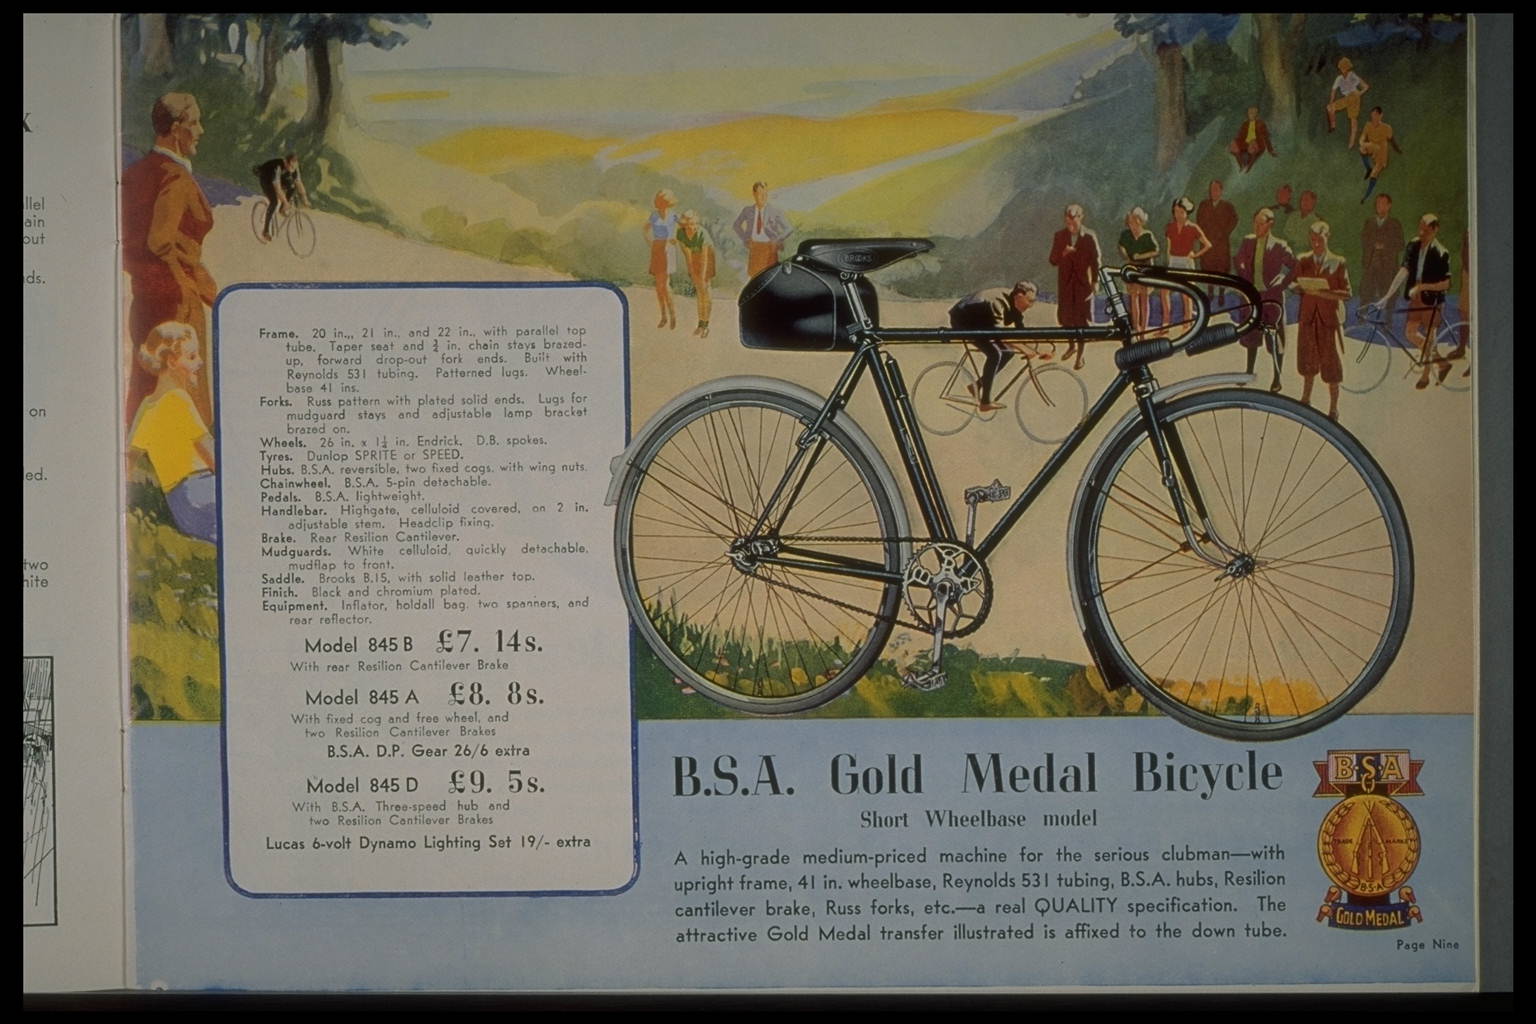 x
llel
ain
out
ds.
on
ed.
two
hite
BROOKS
Frame. 20 in., 21 in., and 22 in., with parallel top
tube. Taper seat and ¾ in. chain stays brazed-
up, forward drop-out fork ends. Built with
Reynolds 531 tubing. Patterned lugs. Wheel-
base 41 ins.
Forks. Russ pattern with plated solid ends. Lugs for
mudguard stays and adjustable lamp bracket
brazed on.
Wheels. 26 in. x 1¼ in. Endrick. D.B. spokes.
Tyres. Dunlop SPRITE or SPEED.
Hubs. B.S.A. reversible, two fixed cogs, with wing nuts.
Chainwheel. B.S.A. 5-pin detachable.
Pedals. B.S.A. lightweight.
Handlebar. Highgate, celluloid covered, on 2 in.
adjustable stem. Headclip fixing.
Brake. Rear Resilion Cantilever.
Mudguards. White celluloid, quickly detachable,
mudflap to front.
Saddle. Brooks B.15, with solid leather top.
Finish. Black and chromium plated.
Equipment. Inflator, holdall bag, two spanners, and
rear reflector.
Model 845 B £7. 14s.
With rear Resilion Cantilever Brake
Model 845 A £8. 8s.
With fixed cog and free wheel, and
two Resilion Cantilever Brakes
B.S.A. D.P. Gear 26/6 extra
Model 845 D £9. 5s.
With B.S.A. Three-speed hub and
two Resilion Cantilever Brakes
Lucas 6-volt Dynamo Lighting Set 19/- extra
B.S.A. Gold Medal Bicycle
Short Wheelbase model
A high-grade medium-priced machine for the serious clubman—with
upright frame, 41 in. wheelbase, Reynolds 531 tubing, B.S.A. hubs, Resilion
cantilever brake, Russ forks, etc.—a real QUALITY specification. The
attractive Gold Medal transfer illustrated is affixed to the down tube.
B·S·A
TRADE MARK
B·S·A
GOLD MEDAL
Page Nine